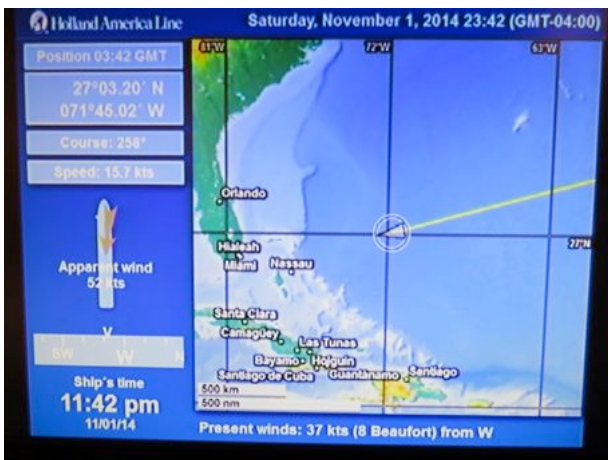 Holland America Line
Saturday, November 1, 2014 23:42 (GMT-04:00)
Position 03:42 GMT
27°03.20' N
071°45.02' W
Course: 258°
Speed: 15.7 kts
Apparent wind
52 kts
SW W N
Ship's time
11:42 pm
11/01/14
81°W 72°W 63°W
Orlando
27°N
Hialeah
Miami Nassau
Santa Clara
Camagüey
Las Tunas
Bayamo Holguin
Santiago de Cuba Guantánamo Santiago
500 km
500 nm
Present winds: 37 kts (8 Beaufort) from W